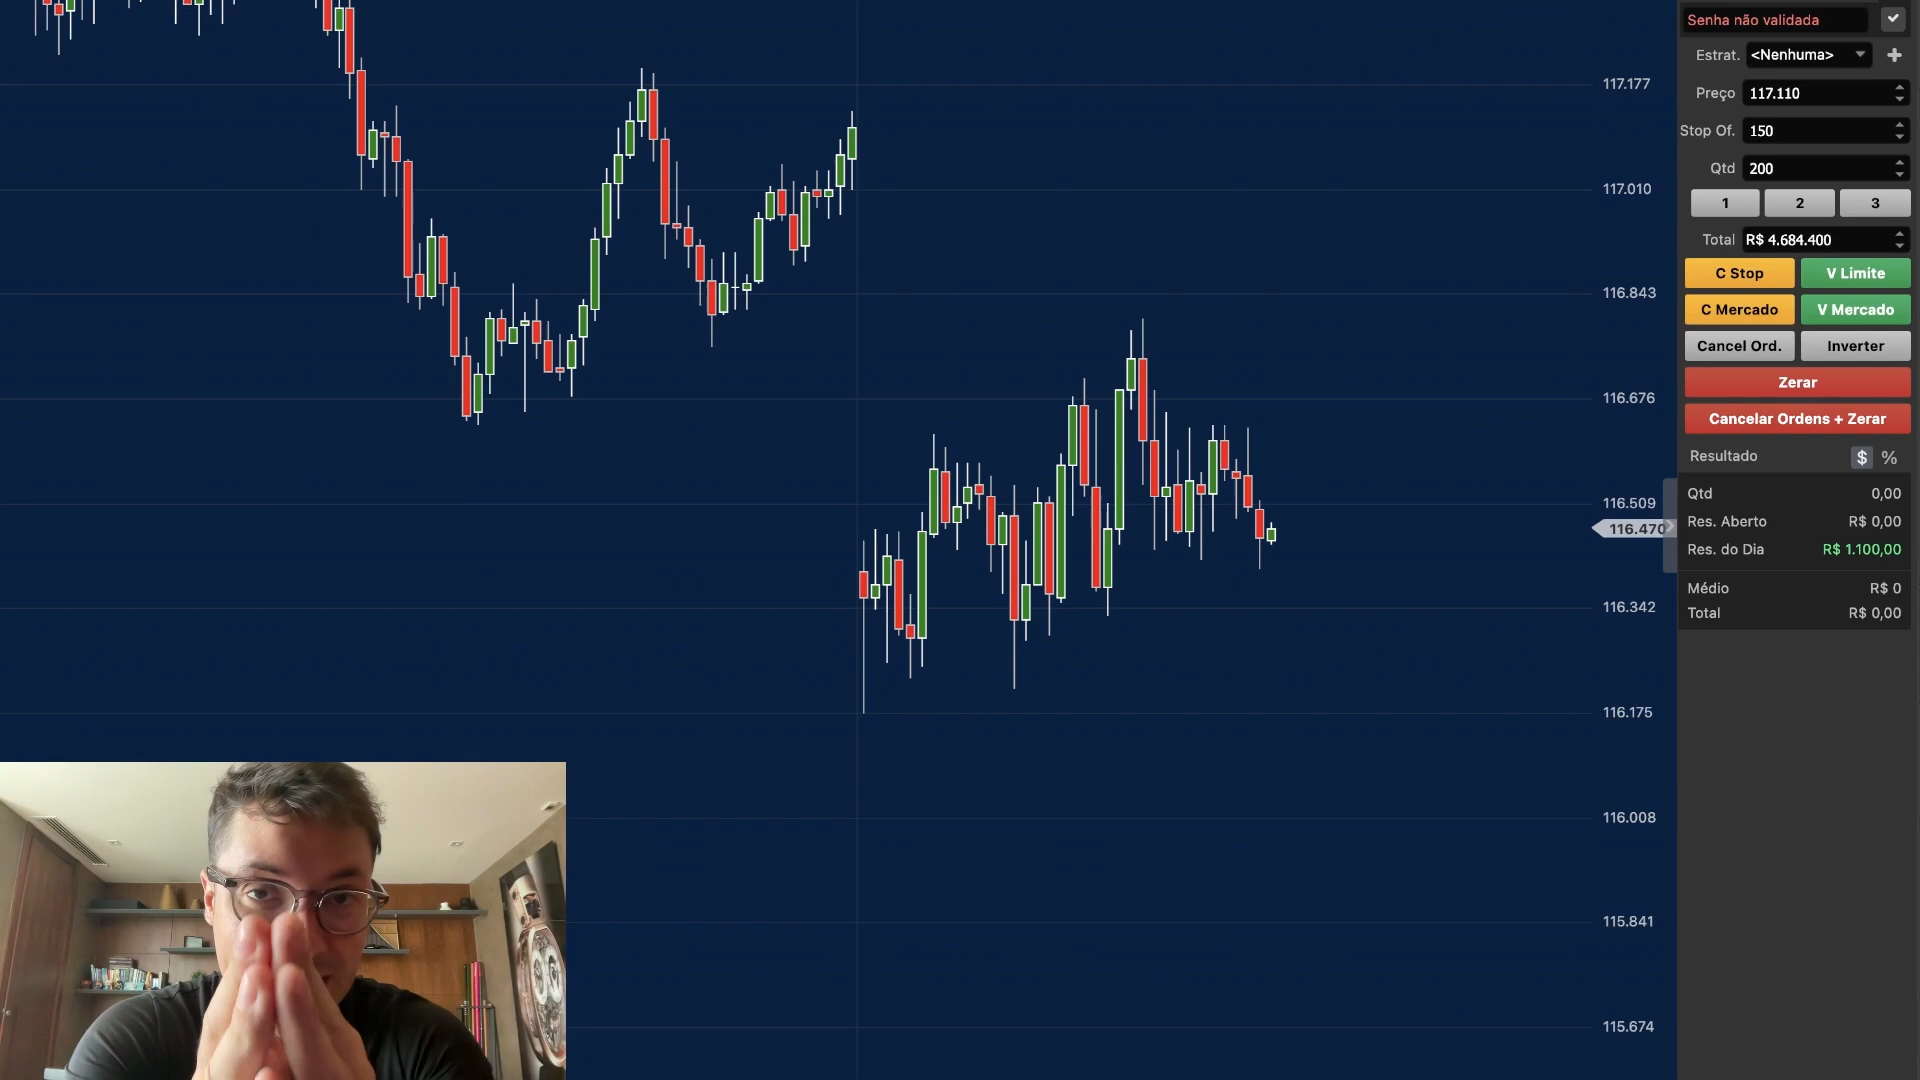 Senha não validada
Estrat. <Nenhuma>
Preço 117.110
Stop Of. 150
Qtd 200
1 2 3
Total R$ 4.684.400
C Stop V Limite
C Mercado V Mercado
Cancel Ord. Inverter
Zerar
Cancelar Ordens + Zerar
Resultado $ %
Qtd 0,00
Res. Aberto R$ 0,00
Res. do Dia R$ 1.100,00
Médio R$ 0
Total R$ 0,00
117.177
117.010
116.843
116.676
116.509
116.470
116.342
116.175
116.008
115.841
115.674